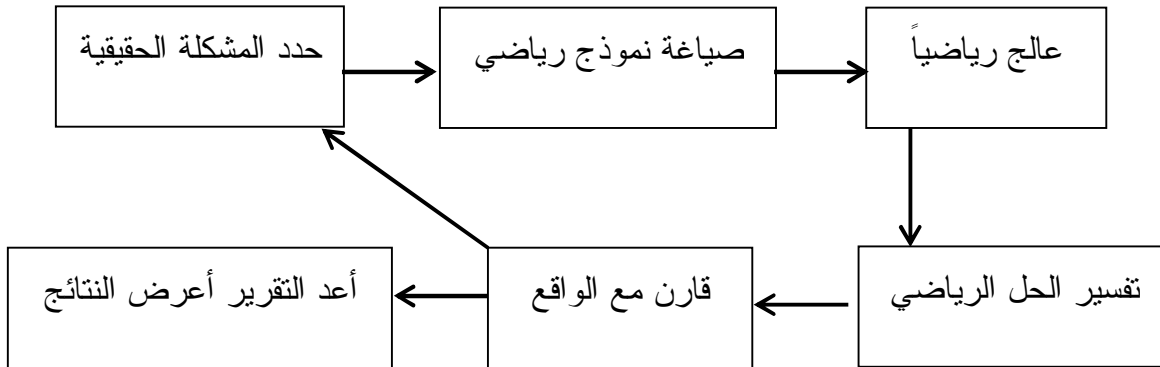 حدد المشكلة الحقيقية
صياغة نموذج رياضي
عالج رياضياً
تفسير الحل الرياضي
قارن مع الواقع
أعد التقرير أعرض النتائج